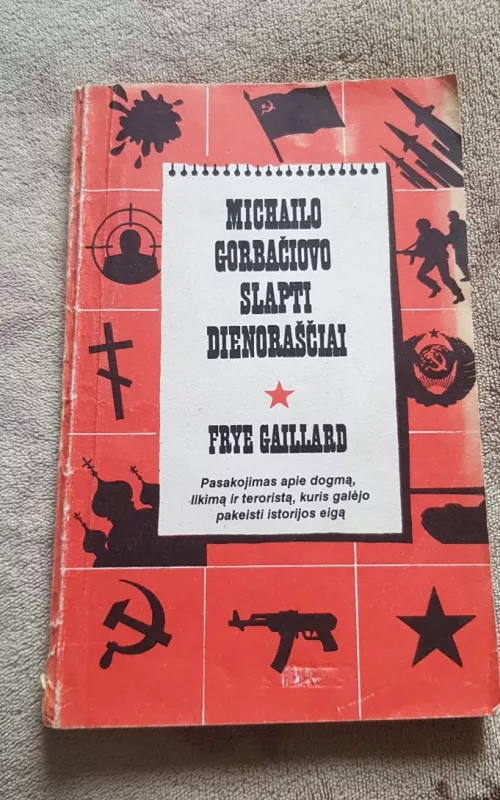 MICHAILO
GORBAČIOVO
SLAPTI
DIENORAŠČIAI
FRYE GAILLARD
Pasakojimas apie dogmą,
likimą ir teroristą, kuris galėjo
pakeisti istorijos eigą